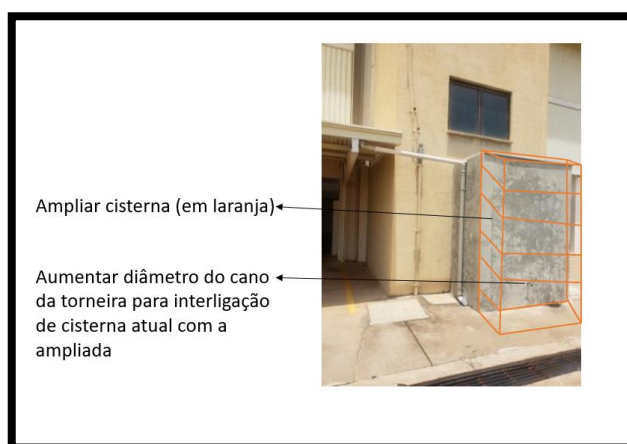 Ampliar cisterna (em laranja)
Aumentar diâmetro do cano
da torneira para interligação
de cisterna atual com a
ampliada